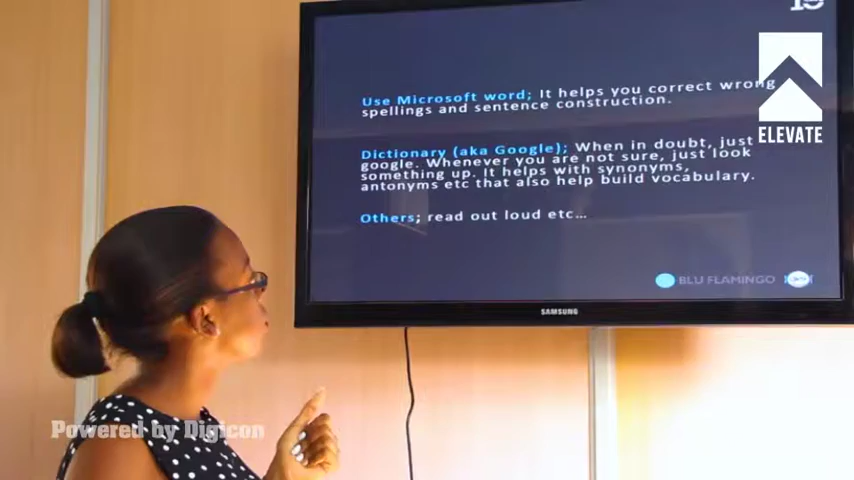 Use Microsoft word; It helps you correct wrong
spellings and sentence construction.
Dictionary (aka Google); When in doubt, just
google. Whenever you are not sure, just look
something up. It helps with synonyms,
antonyms etc that also help build vocabulary.
Others; read out loud etc...
BLU FLAMINGO
SAMSUNG
ELEVATE
Powered by Digicon